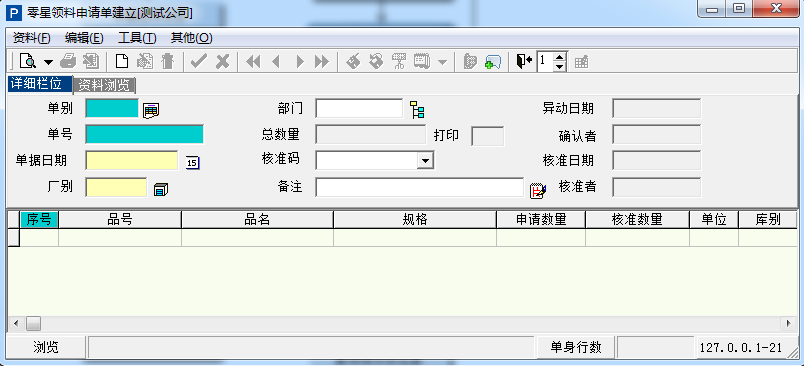 P 零星领料申请单建立[测试公司]
资料(F) 编辑(E) 工具(T) 其他(O)
1
详细栏位 资料浏览
单别 部门 异动日期
单号 总数量 打印 确认者
单据日期 15 核准码 核准日期
厂别 备注 核准者
序号 品号 品名 规格 申请数量 核准数量 单位 库别
浏览 单身行数 127.0.0.1-21